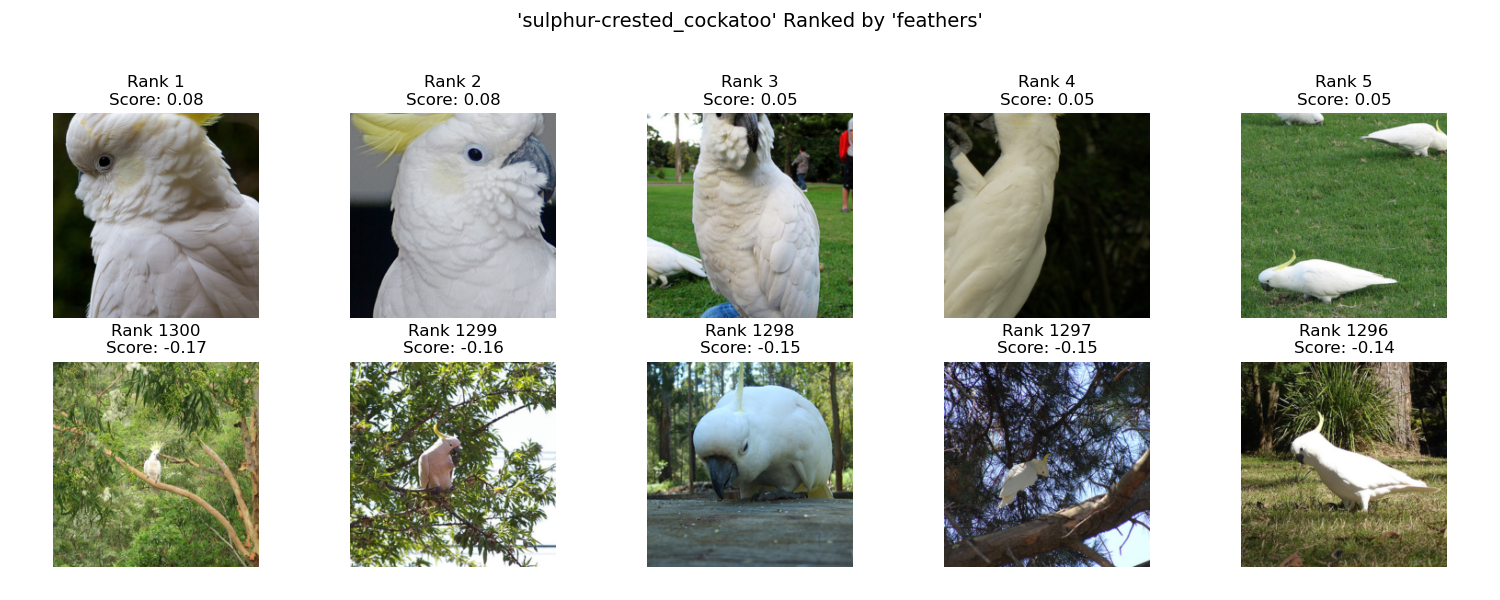 'sulphur-crested_cockatoo' Ranked by 'feathers'
Rank 1
Score: 0.08
Rank 2
Score: 0.08
Rank 3
Score: 0.05
Rank 4
Score: 0.05
Rank 5
Score: 0.05
Rank 1300
Score: -0.17
Rank 1299
Score: -0.16
Rank 1298
Score: -0.15
Rank 1297
Score: -0.15
Rank 1296
Score: -0.14